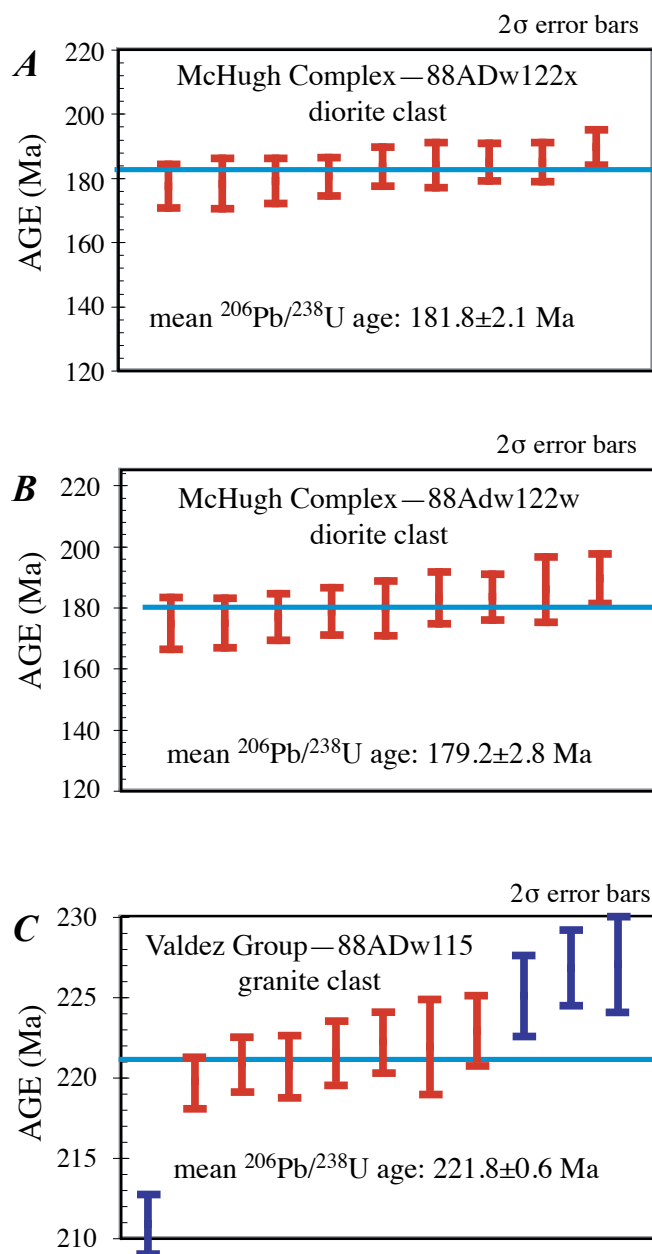 2σ error bars
A
McHugh Complex—88ADw122x
diorite clast
AGE (Ma)
220
200
180
160
140
120
mean ²⁰⁶Pb/²³⁸U age: 181.8±2.1 Ma
2σ error bars
B
McHugh Complex—88Adw122w
diorite clast
AGE (Ma)
220
200
180
160
140
120
mean ²⁰⁶Pb/²³⁸U age: 179.2±2.8 Ma
2σ error bars
C
Valdez Group—88ADw115
granite clast
AGE (Ma)
230
225
220
215
210
mean ²⁰⁶Pb/²³⁸U age: 221.8±0.6 Ma